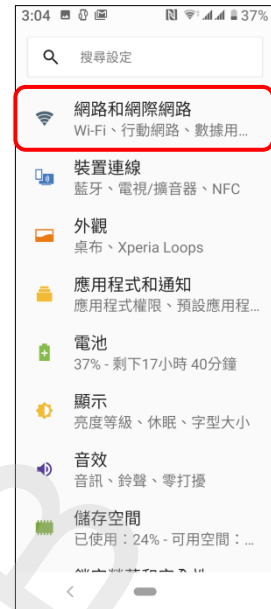 3:04 37%
搜尋設定
網路和網際網路
Wi-Fi、行動網路、數據用...
裝置連線
藍牙、電視/擴音器、NFC
外觀
桌布、Xperia Loops
應用程式和通知
應用程式權限、預設應用程...
電池
37% - 剩下17小時 40分鐘
顯示
亮度等級、休眠、字型大小
音效
音訊、鈴聲、零打擾
儲存空間
已使用：24% - 可用空間：...